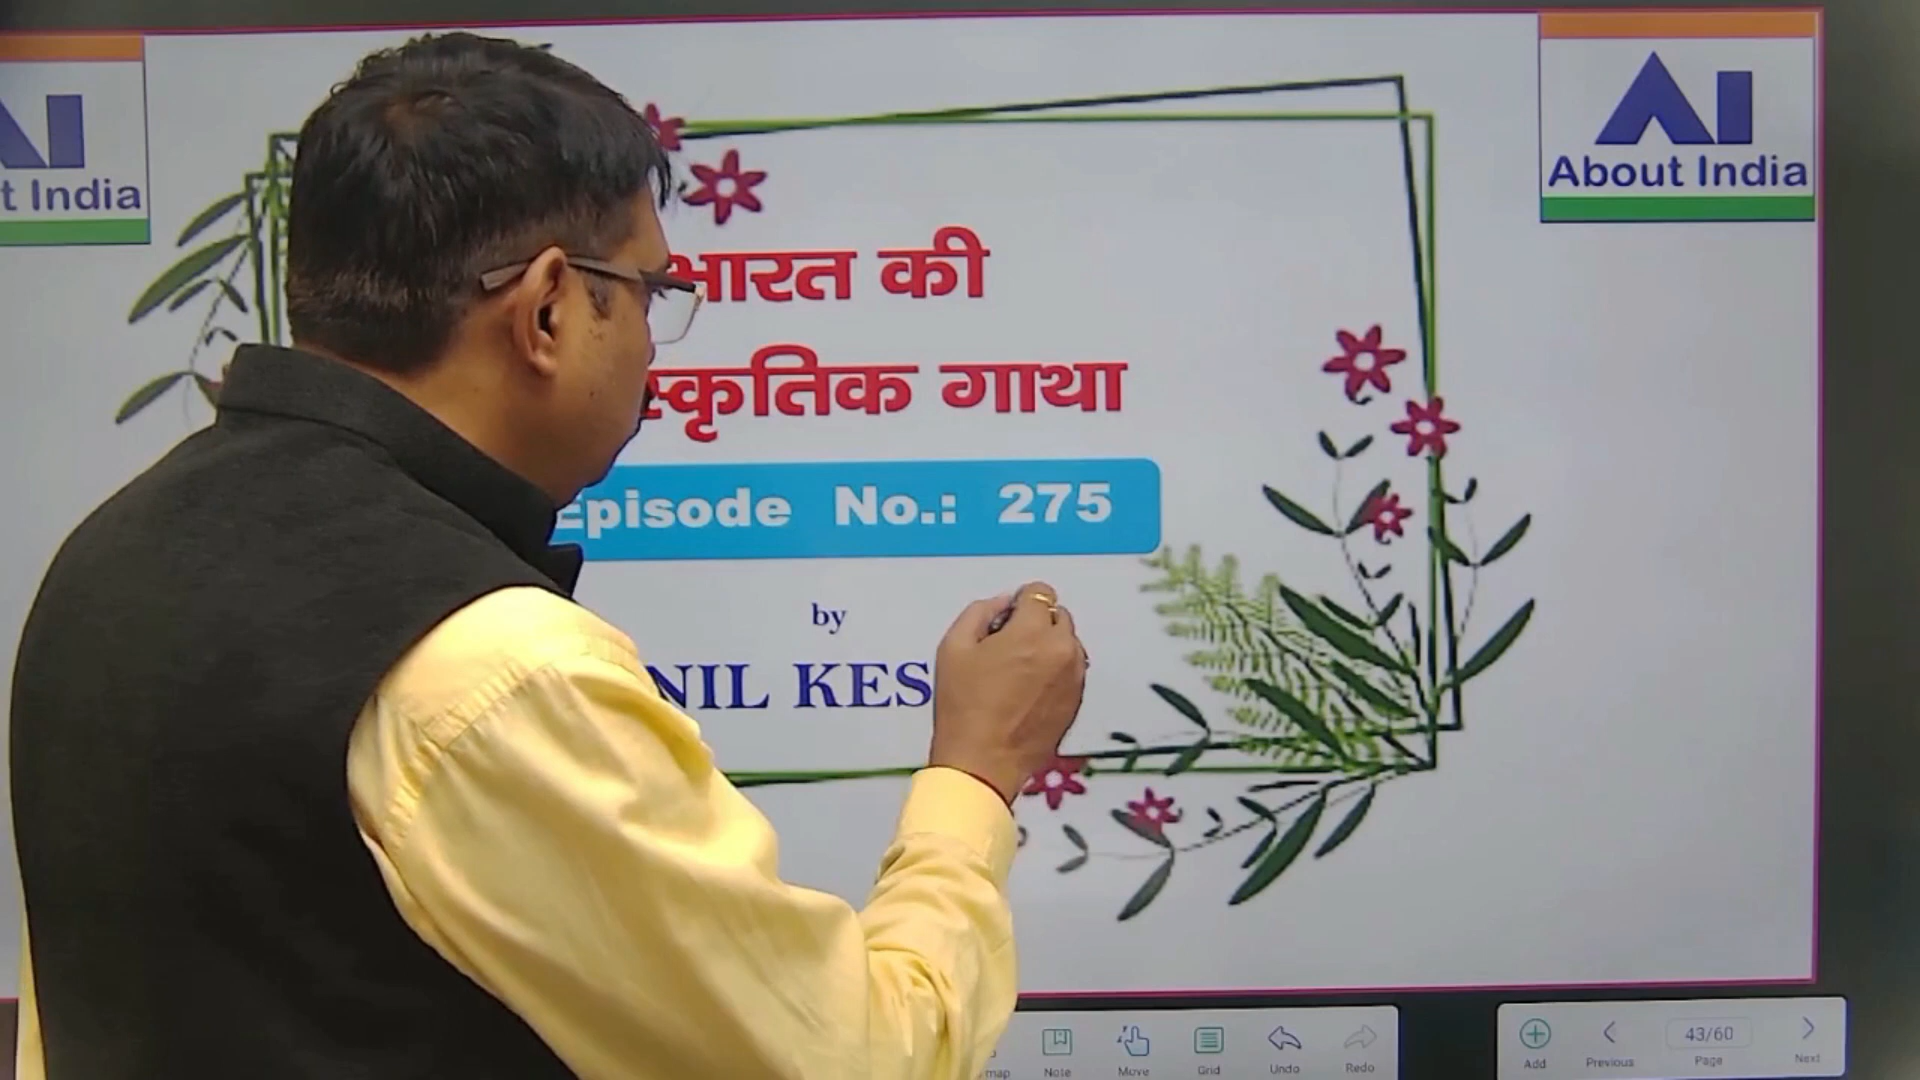 About India
t India
भारत की
स्कृतिक गाथा
Episode No.: 275
by
NIL KES
map
Note
Move
Grid
Undo
Redo
Add
Previous
43/60
Page
Next